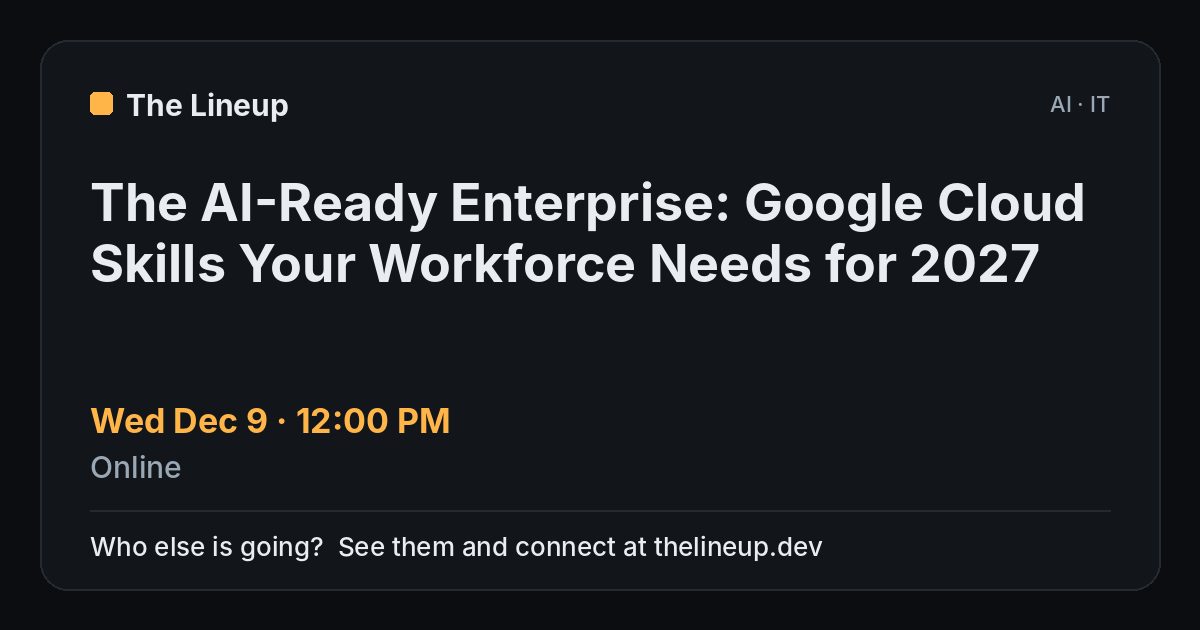 The Lineup
AI · IT
The AI-Ready Enterprise: Google Cloud
Skills Your Workforce Needs for 2027
Wed Dec 9 · 12:00 PM
Online
Who else is going? See them and connect at thelineup.dev